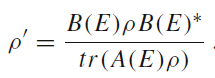 ρ′ = B(E)ρB(E)* / tr(A(E)ρ) .